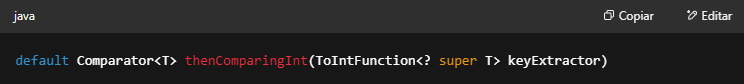 java
Copiar
Editar
default Comparator<T> thenComparingInt(ToIntFunction<? super T> keyExtractor)